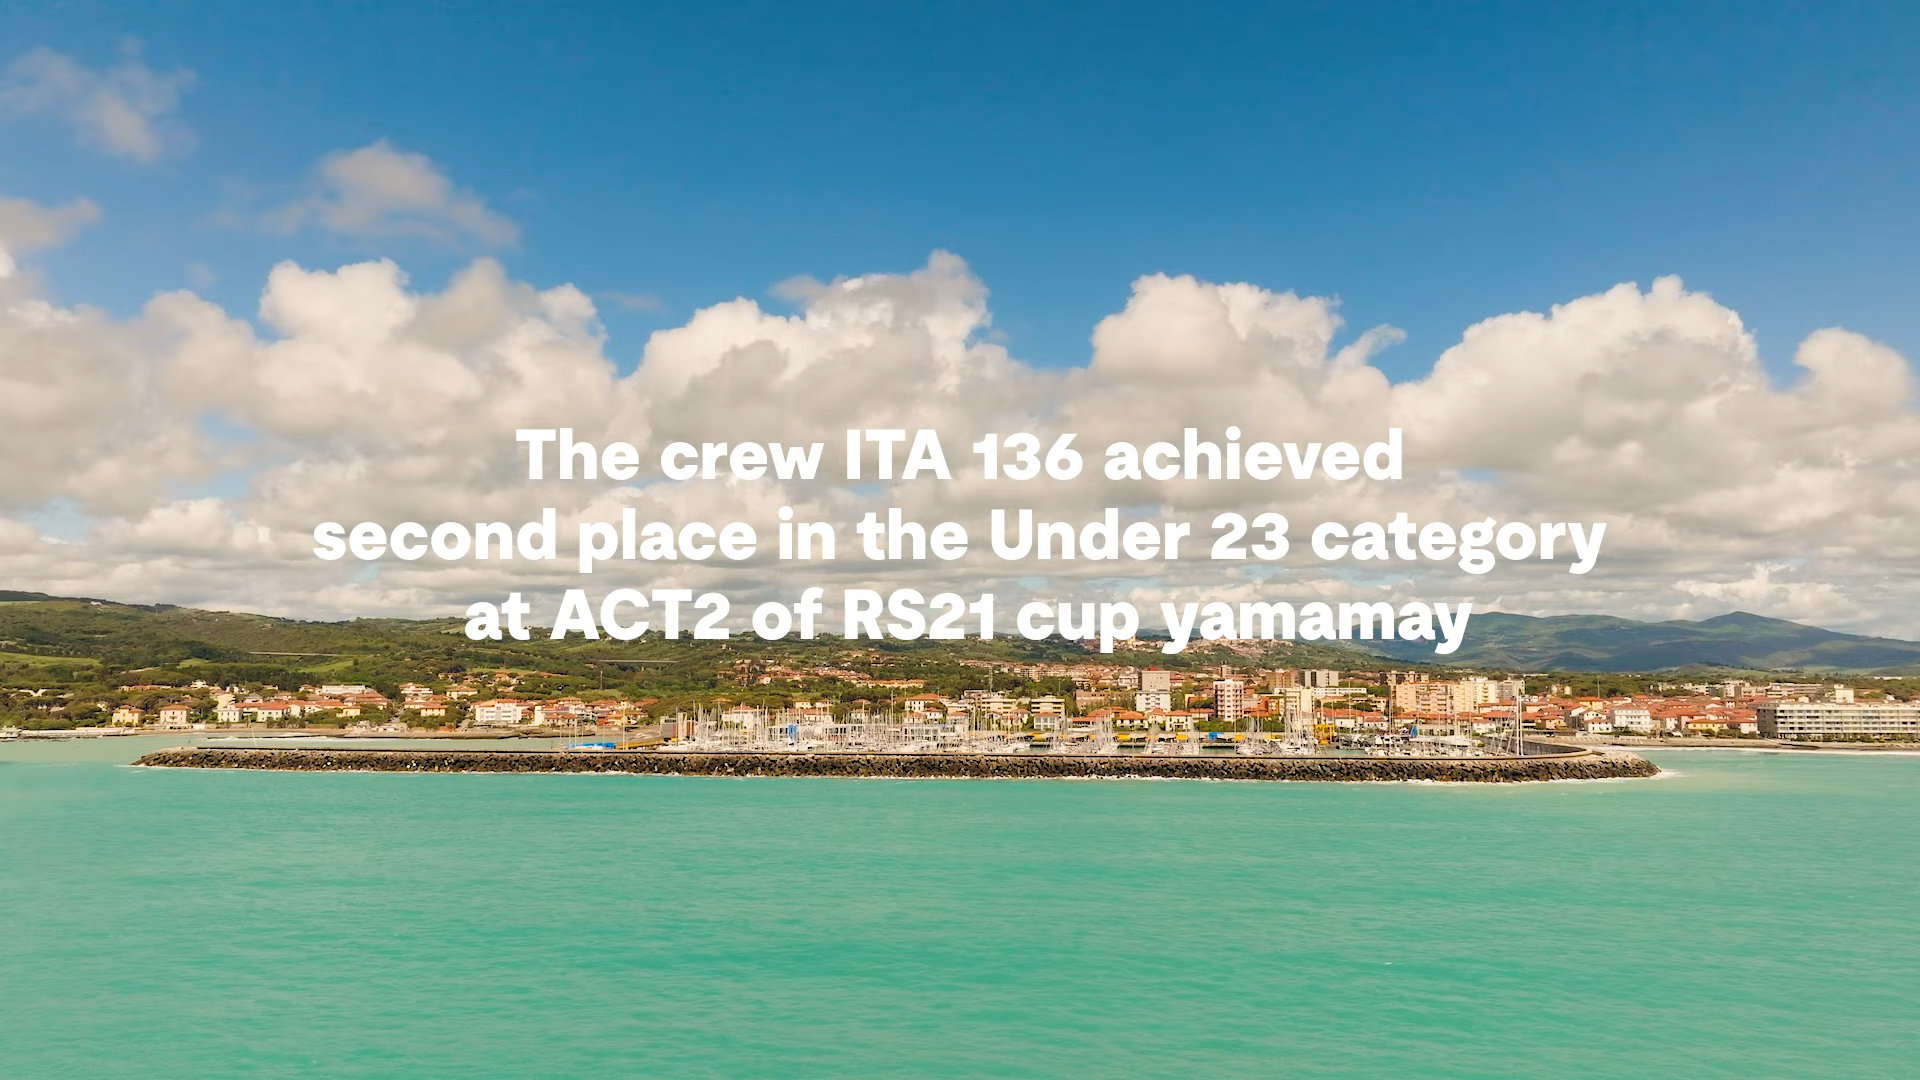 The crew ITA 136 achieved
second place in the Under 23 category
at ACT2 of RS21 cup yamamay